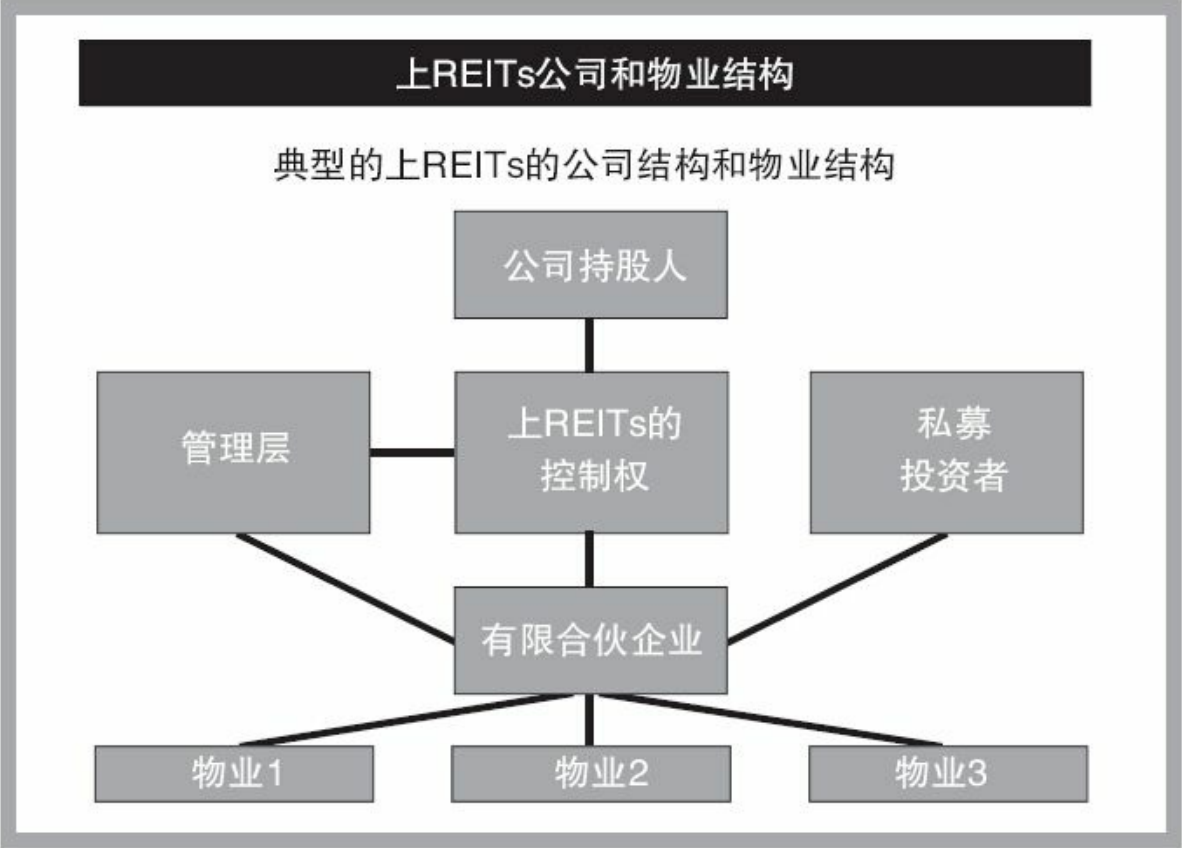 上REITs公司和物业结构
典型的上REITs的公司结构和物业结构
公司持股人
管理层
上REITs的
控制权
私募
投资者
有限合伙企业
物业1
物业2
物业3